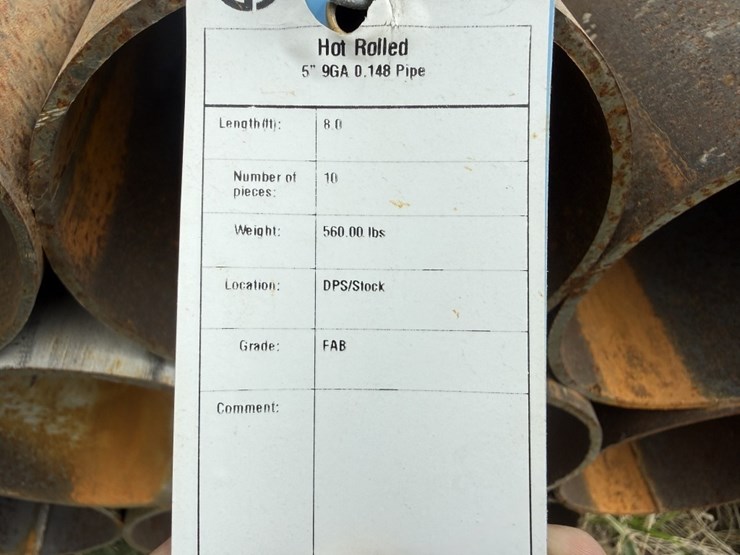 Hot Rolled
5" 9GA 0.148 Pipe
Length(ft): 8.0
Number of pieces: 10
Weight: 560.00 lbs
Location: DPS/Stock
Grade: FAB
Comment: